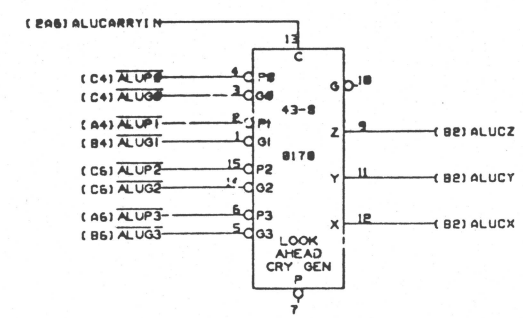 (2A6) ALUCARRYIN
13
C
(C4) ALUP0 4 P0
G 10
(C4) ALUG0 3 G0
43-8
(A4) ALUP1 2 P1
Z 9 (B2) ALUCZ
(B4) ALUG1 1 G1
0170
(C6) ALUP2 15 P2
Y 11 (B2) ALUCY
(C6) ALUG2 14 G2
(A6) ALUP3 6 P3
X 12 (B2) ALUCX
(B6) ALUG3 5 G3
LOOK
AHEAD
CRY GEN
P
7